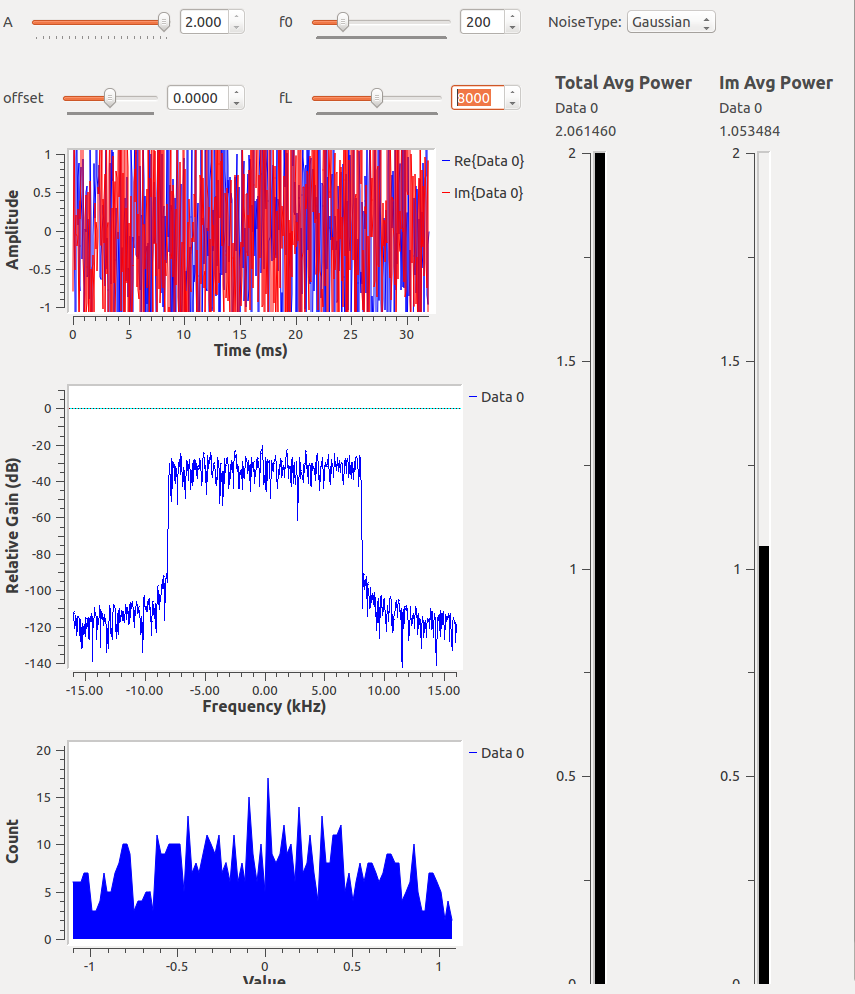 A 2.000 f0 200 NoiseType: Gaussian
offset 0.0000 fL 8000
Total Avg Power
Data 0
2.061460
2
1.5
1
0.5
0
Im Avg Power
Data 0
1.053484
2
1.5
1
0.5
0
Amplitude
1
0.5
0
-0.5
-1
0 5 10 15 20 25 30
Time (ms)
Re{Data 0}
Im{Data 0}
Relative Gain (dB)
0
-20
-40
-60
-80
-100
-120
-140
-15.00 -10.00 -5.00 0.00 5.00 10.00 15.00
Frequency (kHz)
Data 0
Count
20
15
10
5
0
-1 -0.5 0 0.5 1
Value
Data 0